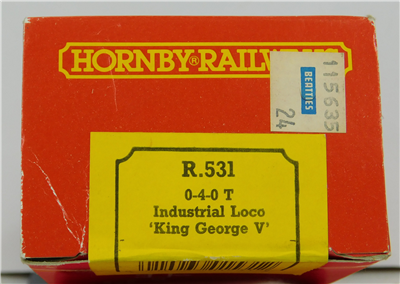 HORNBY®RAILWAYS
115635
BEATTIES
24
R.531
0-4-0 T
Industrial Loco
'King George V'